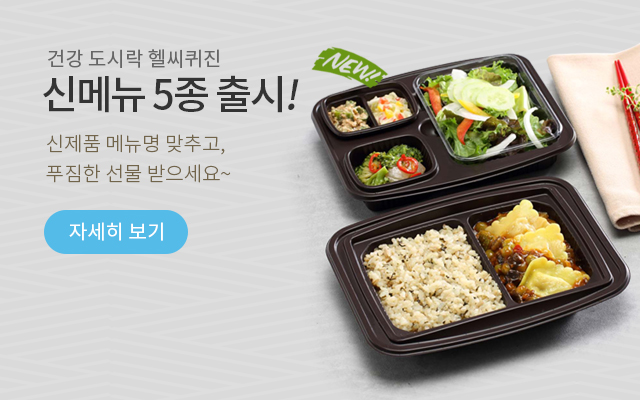 건강 도시락 헬씨퀴진
신메뉴 5종 출시!
NEW!
신제품 메뉴명 맞추고,
푸짐한 선물 받으세요~
자세히 보기